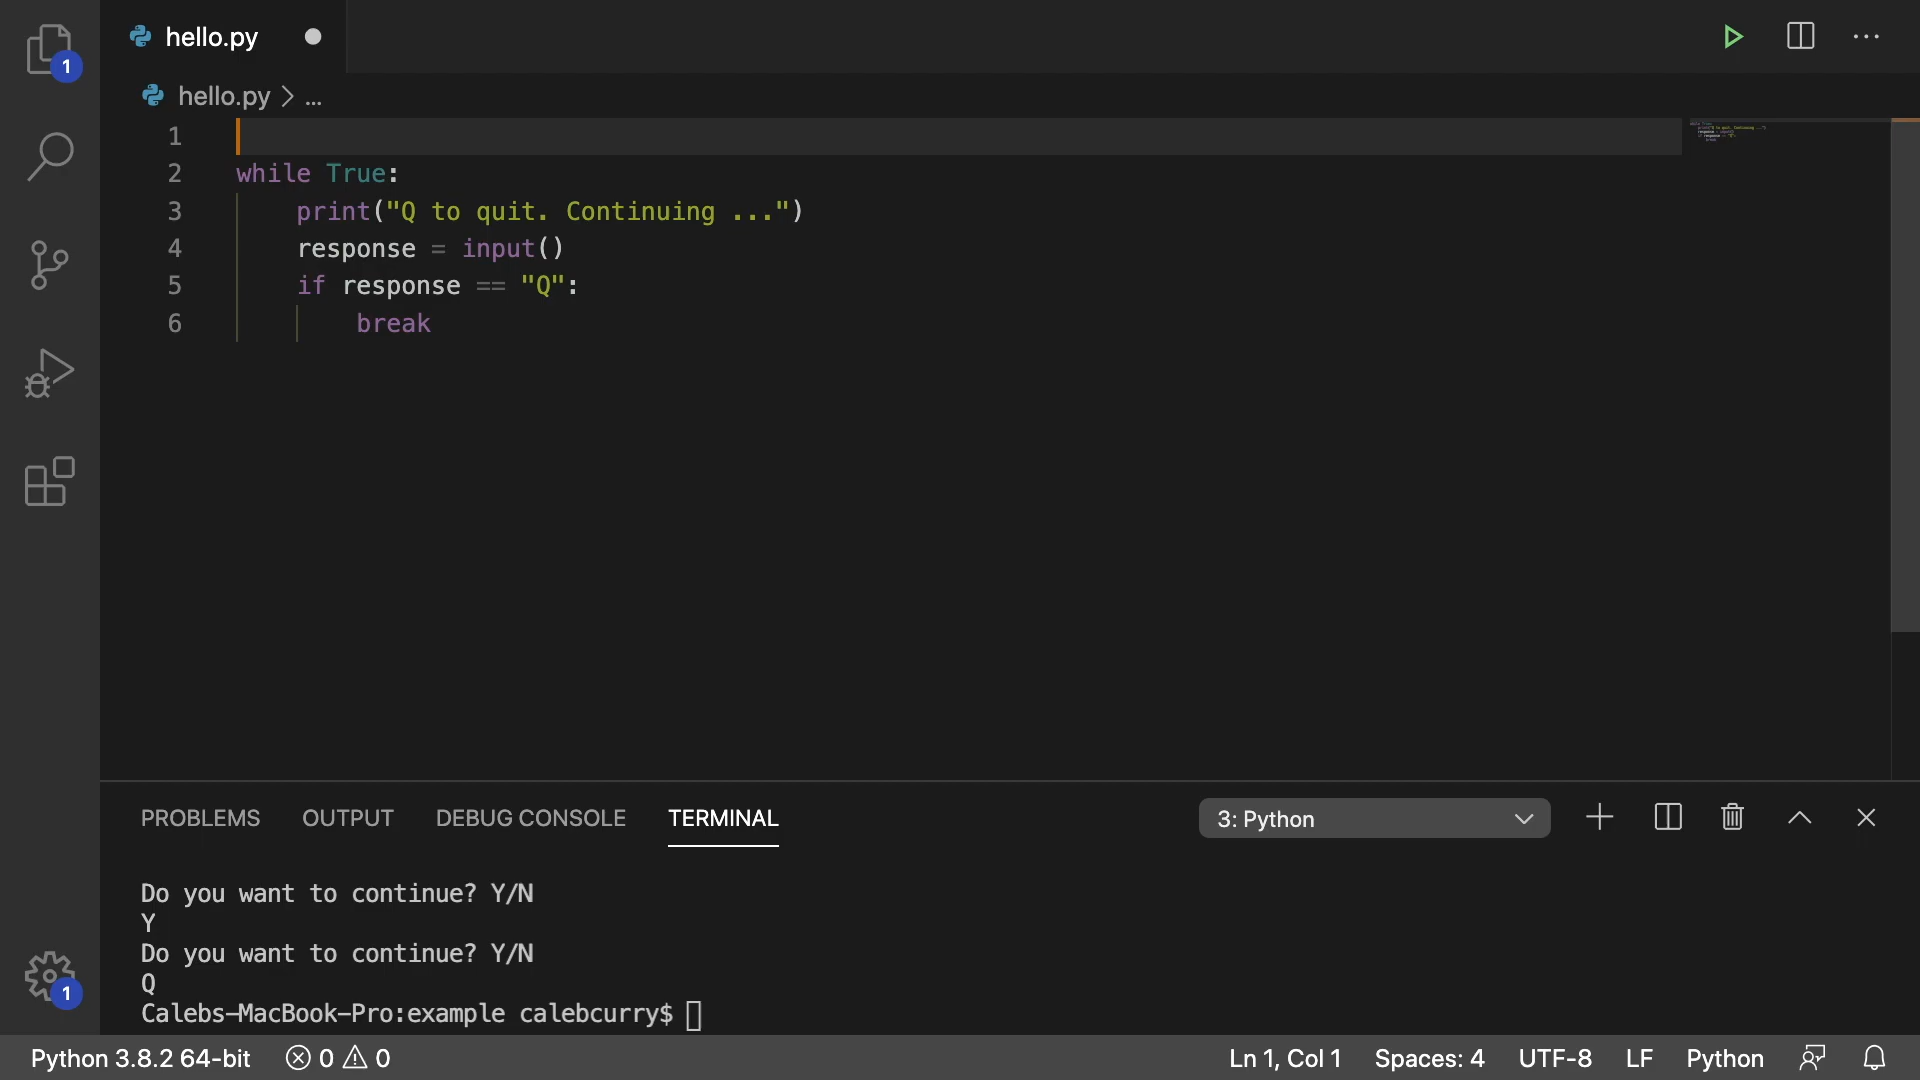 hello.py
1
hello.py > ...
1
2 while True:
3 print("Q to quit. Continuing ...")
4 response = input()
5 if response == "Q":
6 break
PROBLEMS OUTPUT DEBUG CONSOLE TERMINAL 3: Python
Do you want to continue? Y/N
Y
Do you want to continue? Y/N
Q
1
Calebs-MacBook-Pro:example calebcurry$
Python 3.8.2 64-bit 0 0 Ln 1, Col 1 Spaces: 4 UTF-8 LF Python